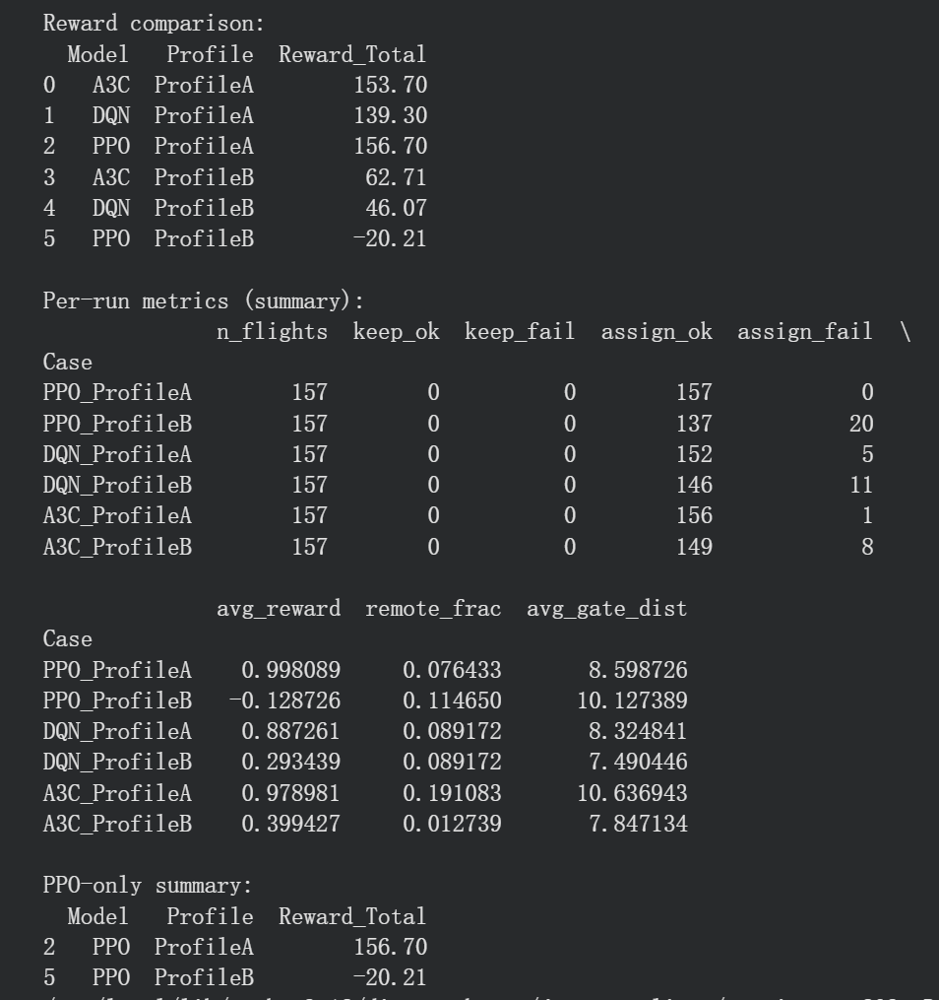 Reward comparison:
Model Profile Reward_Total
0 A3C ProfileA 153.70
1 DQN ProfileA 139.30
2 PPO ProfileA 156.70
3 A3C ProfileB 62.71
4 DQN ProfileB 46.07
5 PPO ProfileB -20.21
Per-run metrics (summary):
n_flights keep_ok keep_fail assign_ok assign_fail \
Case
PPO_ProfileA 157 0 0 157 0
PPO_ProfileB 157 0 0 137 20
DQN_ProfileA 157 0 0 152 5
DQN_ProfileB 157 0 0 146 11
A3C_ProfileA 157 0 0 156 1
A3C_ProfileB 157 0 0 149 8
avg_reward remote_frac avg_gate_dist
Case
PPO_ProfileA 0.998089 0.076433 8.598726
PPO_ProfileB -0.128726 0.114650 10.127389
DQN_ProfileA 0.887261 0.089172 8.324841
DQN_ProfileB 0.293439 0.089172 7.490446
A3C_ProfileA 0.978981 0.191083 10.636943
A3C_ProfileB 0.399427 0.012739 7.847134
PPO-only summary:
Model Profile Reward_Total
2 PPO ProfileA 156.70
5 PPO ProfileB -20.21